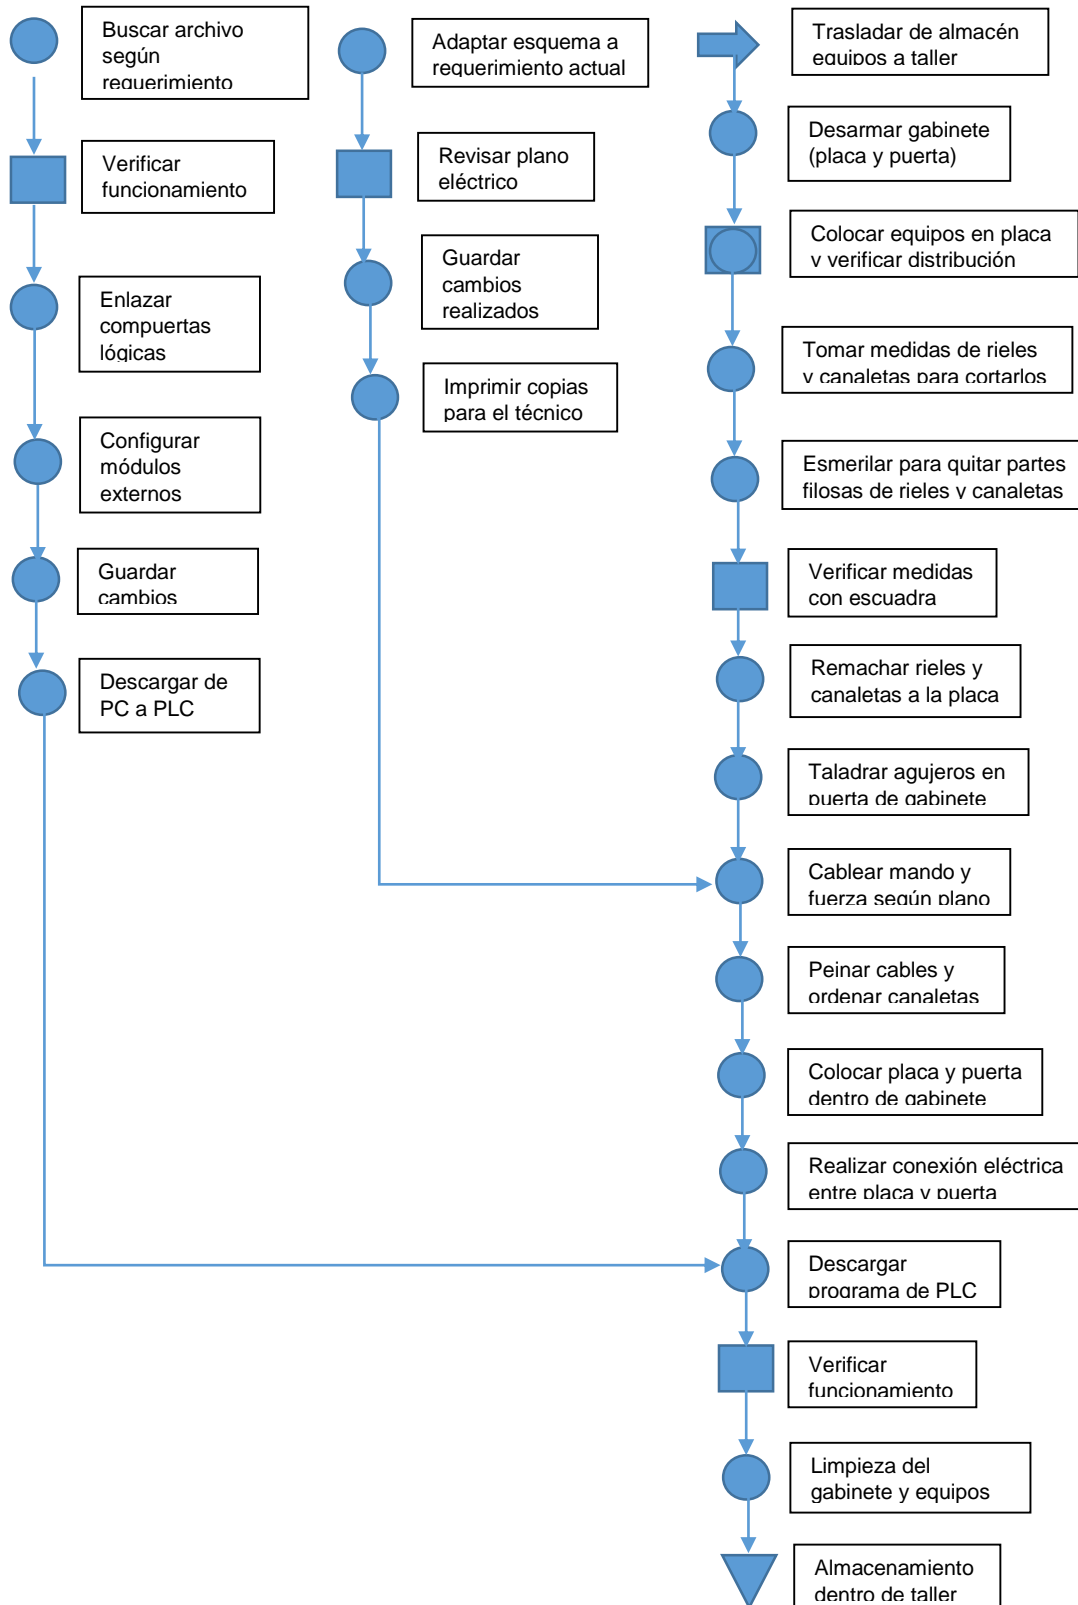 Buscar archivo
según
requerimiento
Verificar
funcionamiento
Enlazar
compuertas
lógicas
Configurar
módulos
externos
Guardar
cambios
Descargar de
PC a PLC
Adaptar esquema a
requerimiento actual
Revisar plano
eléctrico
Guardar
cambios
realizados
Imprimir copias
para el técnico
Trasladar de almacén
equipos a taller
Desarmar gabinete
(placa y puerta)
Colocar equipos en placa
y verificar distribución
Tomar medidas de rieles
y canaletas para cortarlos
Esmerilar para quitar partes
filosas de rieles y canaletas
Verificar medidas
con escuadra
Remachar rieles y
canaletas a la placa
Taladrar agujeros en
puerta de gabinete
Cablear mando y
fuerza según plano
Peinar cables y
ordenar canaletas
Colocar placa y puerta
dentro de gabinete
Realizar conexión eléctrica
entre placa y puerta
Descargar
programa de PLC
Verificar
funcionamiento
Limpieza del
gabinete y equipos
Almacenamiento
dentro de taller